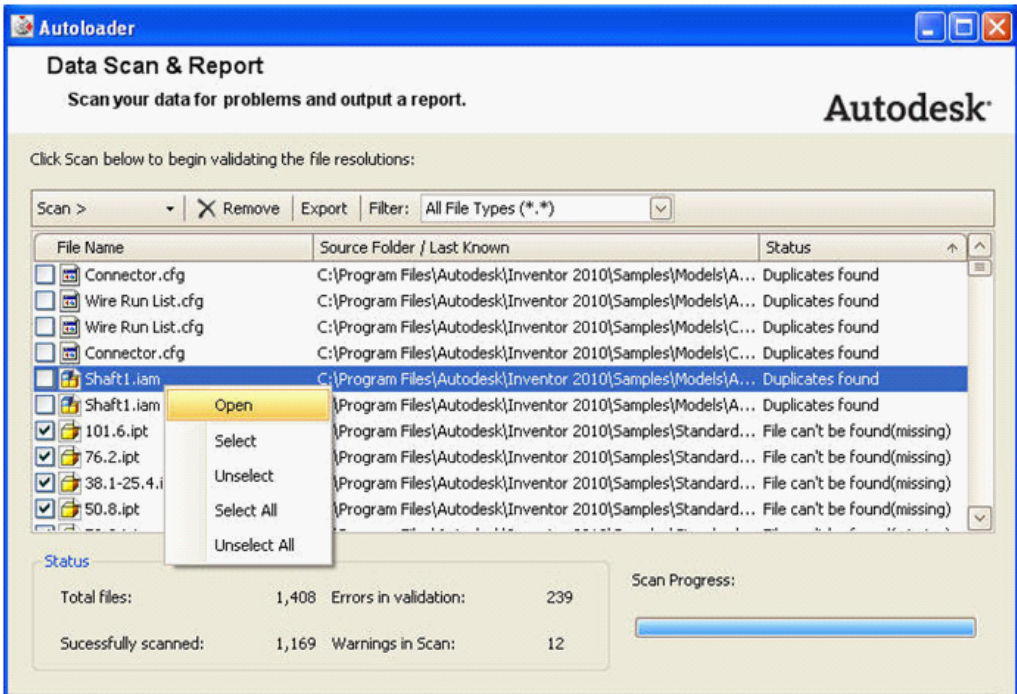 Autoloader
Data Scan & Report
Scan your data for problems and output a report.
Autodesk
Click Scan below to begin validating the file resolutions:
Scan > Remove Export Filter: All File Types (*.*)
File Name Source Folder / Last Known Status
Connector.cfg C:\Program Files\Autodesk\Inventor 2010\Samples\Models\A... Duplicates found
Wire Run List.cfg C:\Program Files\Autodesk\Inventor 2010\Samples\Models\A... Duplicates found
Wire Run List.cfg C:\Program Files\Autodesk\Inventor 2010\Samples\Models\C... Duplicates found
Connector.cfg C:\Program Files\Autodesk\Inventor 2010\Samples\Models\C... Duplicates found
Shaft1.iam C:\Program Files\Autodesk\Inventor 2010\Samples\Models\A... Duplicates found
Shaft1.iam \Program Files\Autodesk\Inventor 2010\Samples\Models\A... Duplicates found
101.6.ipt \Program Files\Autodesk\Inventor 2010\Samples\Standard... File can't be found(missing)
76.2.ipt \Program Files\Autodesk\Inventor 2010\Samples\Standard... File can't be found(missing)
38.1-25.4.i \Program Files\Autodesk\Inventor 2010\Samples\Standard... File can't be found(missing)
50.8.ipt \Program Files\Autodesk\Inventor 2010\Samples\Standard... File can't be found(missing)
Open
Select
Unselect
Select All
Unselect All
Status
Total files: 1,408 Errors in validation: 239
Sucessfully scanned: 1,169 Warnings in Scan: 12
Scan Progress: